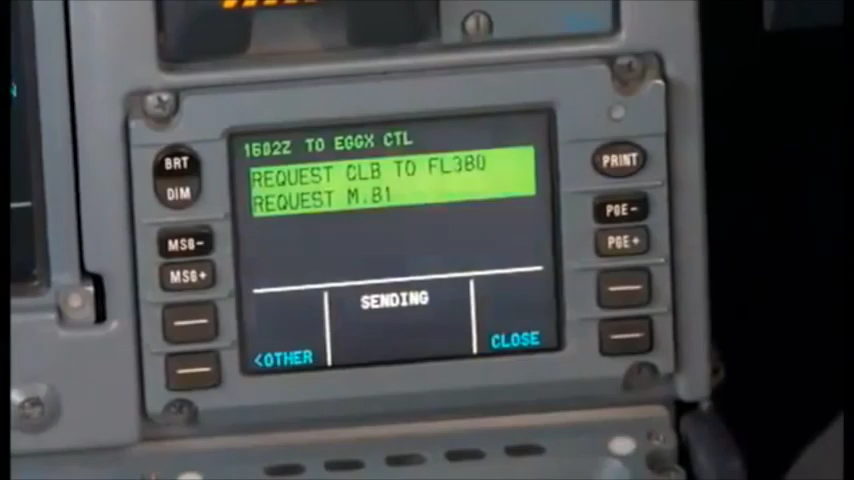 1602Z TO EGGX CTL
REQUEST CLB TO FL380
REQUEST M.81
SENDING
<OTHER
CLOSE
BRT
DIM
MSG-
MSG+
PRINT
PGE-
PGE+